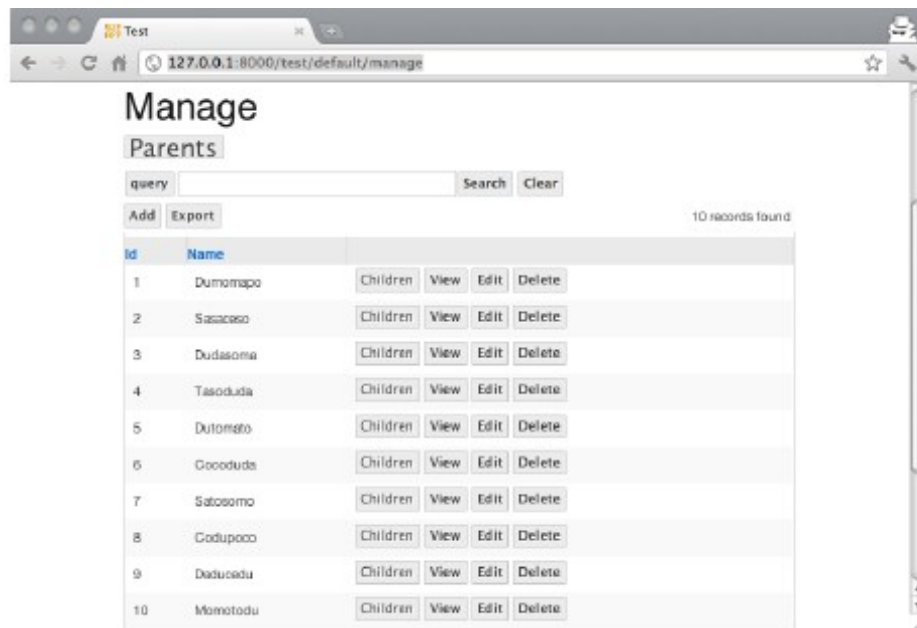 Test
127.0.0.1:8000/test/default/manage
Manage
Parents
query Search Clear
Add Export 10 records found
Id Name
1 Dumomapo Children View Edit Delete
2 Sasaceso Children View Edit Delete
3 Dudasoma Children View Edit Delete
4 Tasoduda Children View Edit Delete
5 Dutomato Children View Edit Delete
6 Cocoduda Children View Edit Delete
7 Satosomo Children View Edit Delete
8 Codupoco Children View Edit Delete
9 Daducedu Children View Edit Delete
10 Momotodu Children View Edit Delete